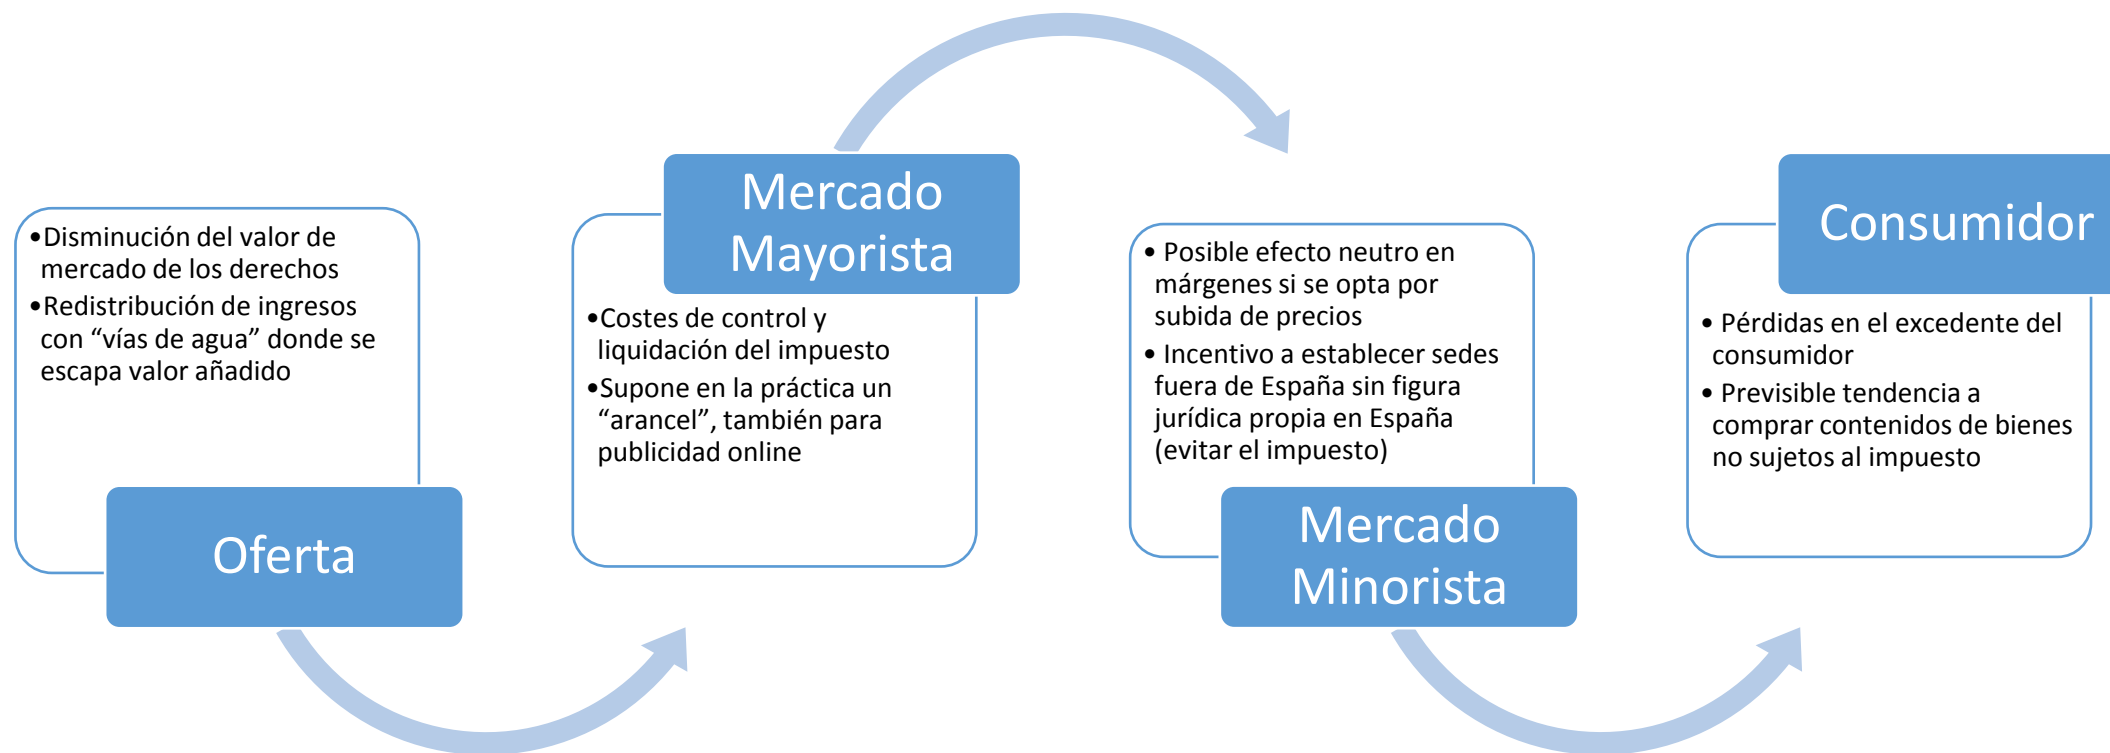 •Disminución del valor de
mercado de los derechos
•Redistribución de ingresos
con “vías de agua” donde se
escapa valor añadido
Oferta
Mercado
Mayorista
•Costes de control y
liquidación del impuesto
•Supone en la práctica un
“arancel”, también para
publicidad online
• Posible efecto neutro en
márgenes si se opta por
subida de precios
• Incentivo a establecer sedes
fuera de España sin figura
jurídica propia en España
(evitar el impuesto)
Mercado
Minorista
Consumidor
• Pérdidas en el excedente del
consumidor
• Previsible tendencia a
comprar contenidos de bienes
no sujetos al impuesto